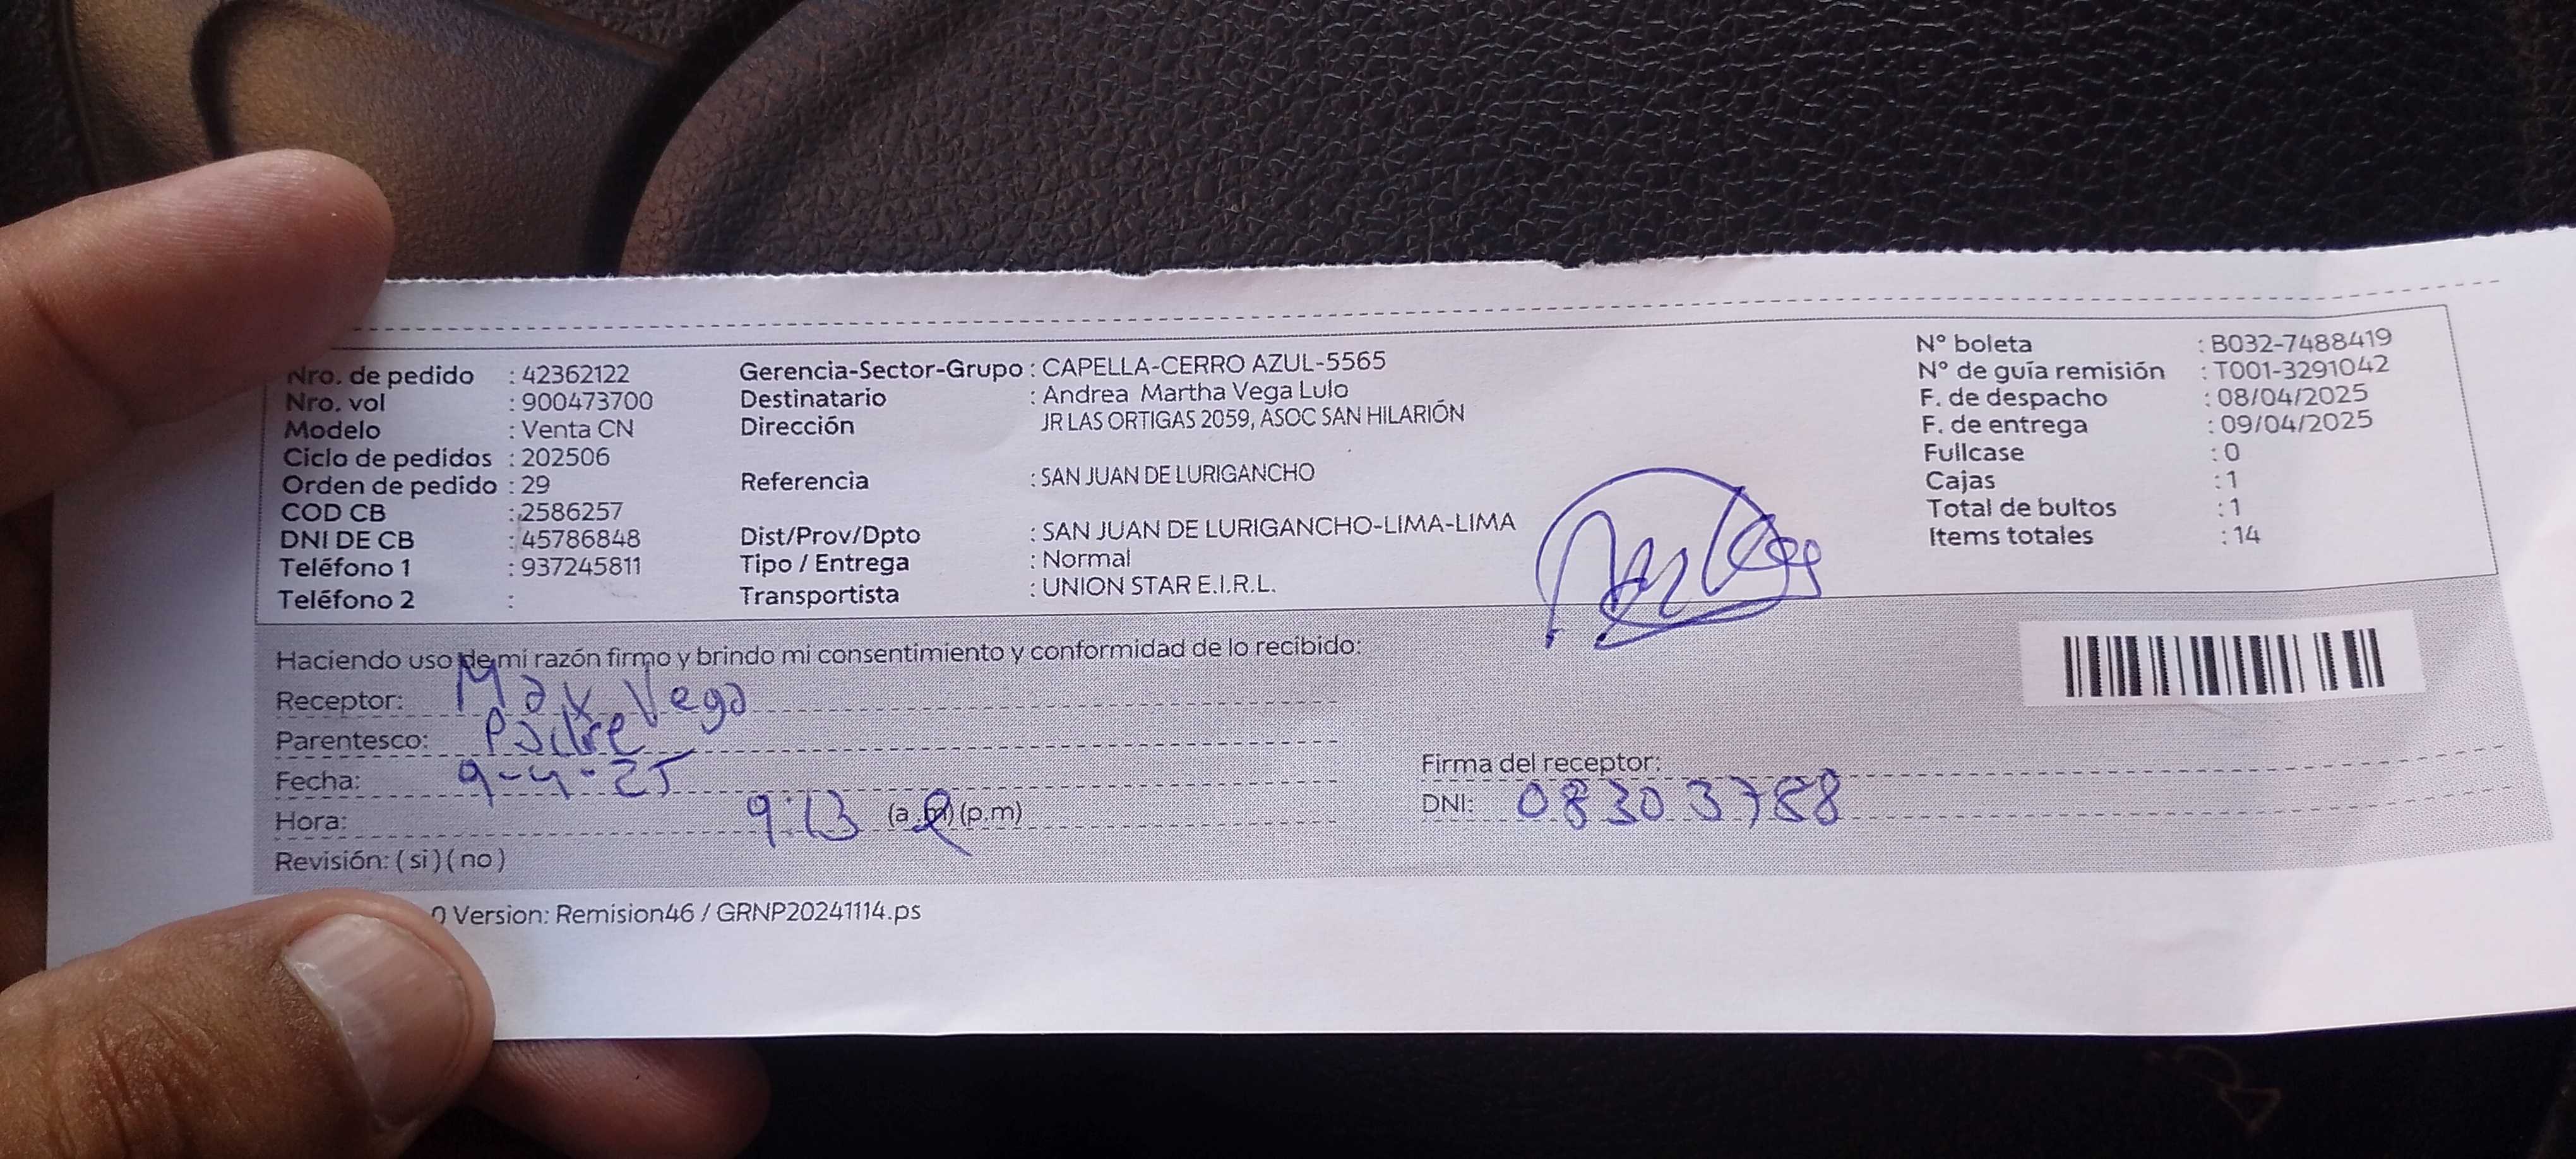 Nro. de pedido : 42362122
Nro. vol : 900473700
Modelo : Venta CN
Ciclo de pedidos : 202506
Orden de pedido : 29
COD CB : 2586257
DNI DE CB : 45786848
Teléfono 1 : 937245811
Teléfono 2 :
Gerencia-Sector-Grupo : CAPELLA-CERRO AZUL-5565
Destinatario : Andrea Martha Vega Lulo
Dirección JR LAS ORTIGAS 2059, ASOC SAN HILARIÓN
Referencia : SAN JUAN DE LURIGANCHO
Dist/Prov/Dpto : SAN JUAN DE LURIGANCHO-LIMA-LIMA
Tipo / Entrega : Normal
Transportista : UNION STAR E.I.R.L.
N° boleta : B032-7488419
N° de guía remisión : T001-3291042
F. de despacho : 08/04/2025
F. de entrega : 09/04/2025
Fullcase : 0
Cajas : 1
Total de bultos : 1
Items totales : 14
Haciendo uso de mi razón firmo y brindo mi consentimiento y conformidad de lo recibido:
Receptor: Max Vega
Parentesco: Padre
Fecha: 9-4-25
Hora: 9:13 (a.m) (p.m)
Revisión: ( si ) ( no )
Firma del receptor:
DNI: 08303788
0 Version: Remision46 / GRNP20241114.ps